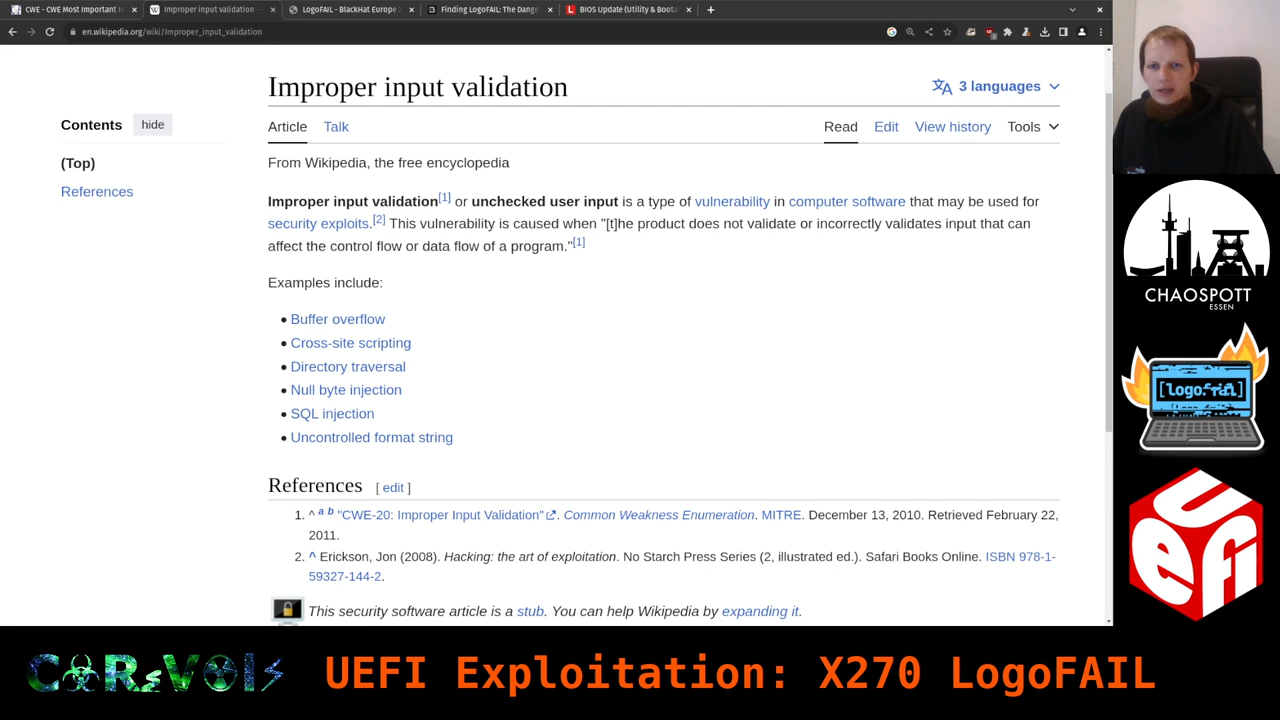 CWE - CWE Most Important H
Improper input validation -
LogoFAIL - BlackHat Europe 2
Finding LogoFAIL: The Dange
BIOS Update (Utility & Boota
en.wikipedia.org/wiki/Improper_input_validation
Improper input validation
3 languages
Contents hide
Article Talk Read Edit View history Tools
(Top)
From Wikipedia, the free encyclopedia
References
Improper input validation[1] or unchecked user input is a type of vulnerability in computer software that may be used for
security exploits.[2] This vulnerability is caused when "[t]he product does not validate or incorrectly validates input that can
affect the control flow or data flow of a program."[1]
Examples include:
• Buffer overflow
• Cross-site scripting
• Directory traversal
• Null byte injection
• SQL injection
• Uncontrolled format string
References [ edit ]
1. ^ a b "CWE-20: Improper Input Validation". Common Weakness Enumeration. MITRE. December 13, 2010. Retrieved February 22,
2011.
2. ^ Erickson, Jon (2008). Hacking: the art of exploitation. No Starch Press Series (2, illustrated ed.). Safari Books Online. ISBN 978-1-
59327-144-2.
This security software article is a stub. You can help Wikipedia by expanding it.
CHAOSPOTT
ESSEN
[logofail]
UEFI
UEFI Exploitation: X270 LogoFAIL